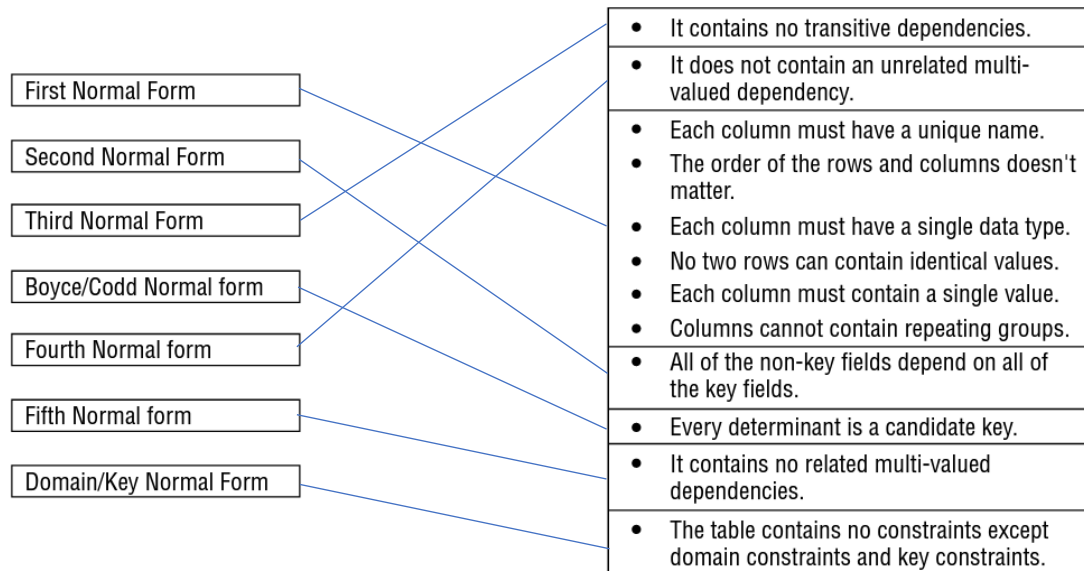 First Normal Form
Second Normal Form
Third Normal Form
Boyce/Codd Normal form
Fourth Normal form
Fifth Normal form
Domain/Key Normal Form
• It contains no transitive dependencies.
• It does not contain an unrelated multi-
valued dependency.
• Each column must have a unique name.
• The order of the rows and columns doesn't
matter.
• Each column must have a single data type.
• No two rows can contain identical values.
• Each column must contain a single value.
• Columns cannot contain repeating groups.
• All of the non-key fields depend on all of
the key fields.
• Every determinant is a candidate key.
• It contains no related multi-valued
dependencies.
• The table contains no constraints except
domain constraints and key constraints.